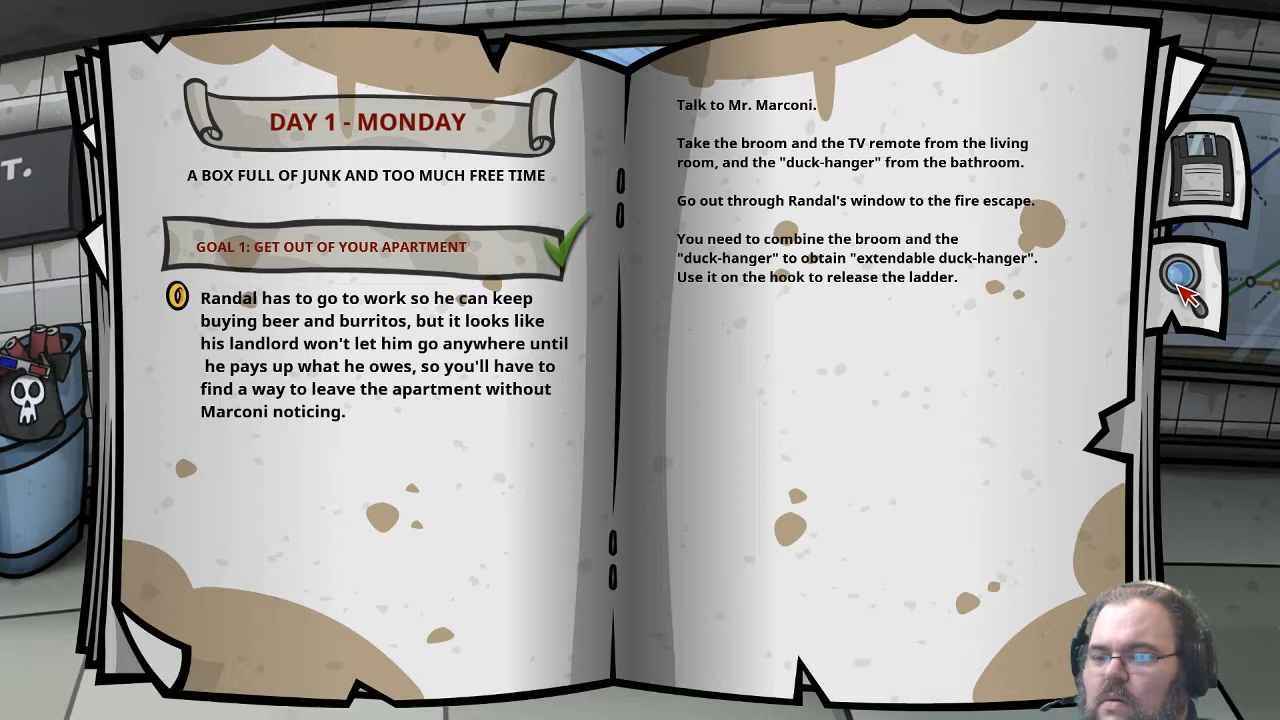 T.
DAY 1 - MONDAY
A BOX FULL OF JUNK AND TOO MUCH FREE TIME
GOAL 1: GET OUT OF YOUR APARTMENT
Randal has to go to work so he can keep
buying beer and burritos, but it looks like
his landlord won't let him go anywhere until
he pays up what he owes, so you'll have to
find a way to leave the apartment without
Marconi noticing.
Talk to Mr. Marconi.
Take the broom and the TV remote from the living
room, and the "duck-hanger" from the bathroom.
Go out through Randal's window to the fire escape.
You need to combine the broom and the
"duck-hanger" to obtain "extendable duck-hanger".
Use it on the hook to release the ladder.